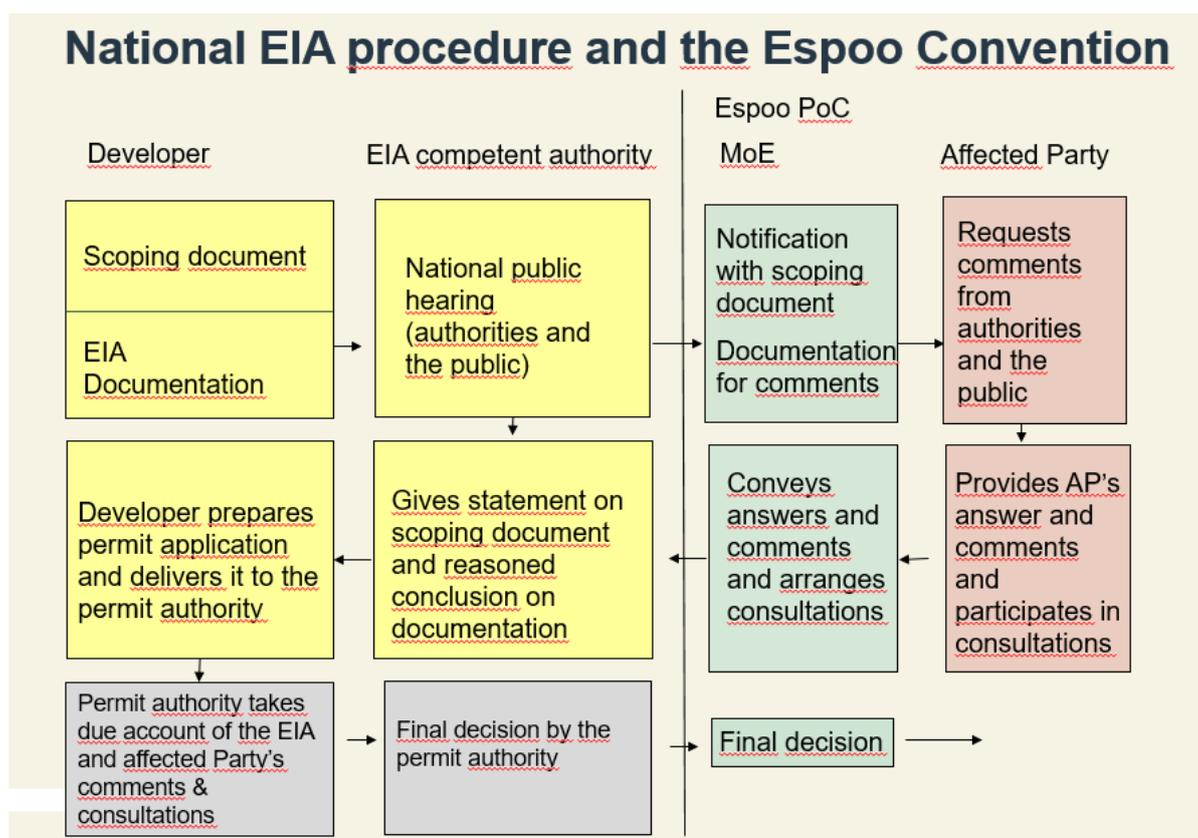 National EIA procedure and the Espoo Convention
Espoo PoC
Developer
EIA competent authority
MoE
Affected Party
Scoping document
EIA
Documentation
National public
hearing
(authorities and
the public)
Notification
with scoping
document
Documentation
for comments
Requests
comments
from
authorities
and the
public
Developer prepares
permit application
and delivers it to the
permit authority
Gives statement on
scoping document
and reasoned
conclusion on
documentation
Conveys
answers and
comments
and arranges
consultations
Provides AP's
answer and
comments
and
participates in
consultations
Permit authority takes
due account of the EIA
and affected Party's
comments &
consultations
Final decision by the
permit authority
Final decision